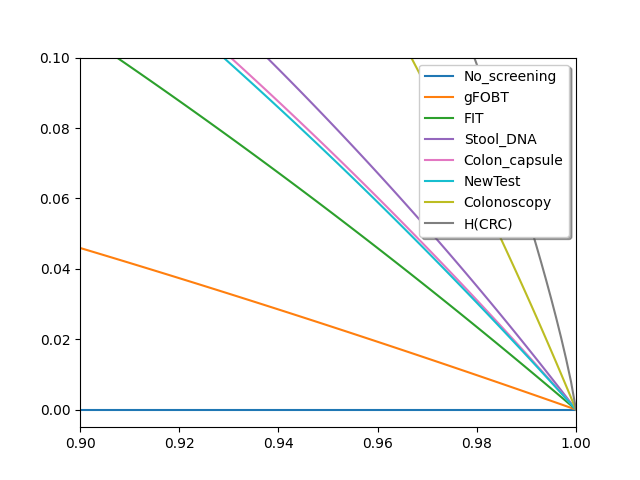 0.10
0.08
0.06
0.04
0.02
0.00
0.90
0.92
0.94
0.96
0.98
1.00
No_screening
gFOBT
FIT
Stool_DNA
Colon_capsule
NewTest
Colonoscopy
H(CRC)